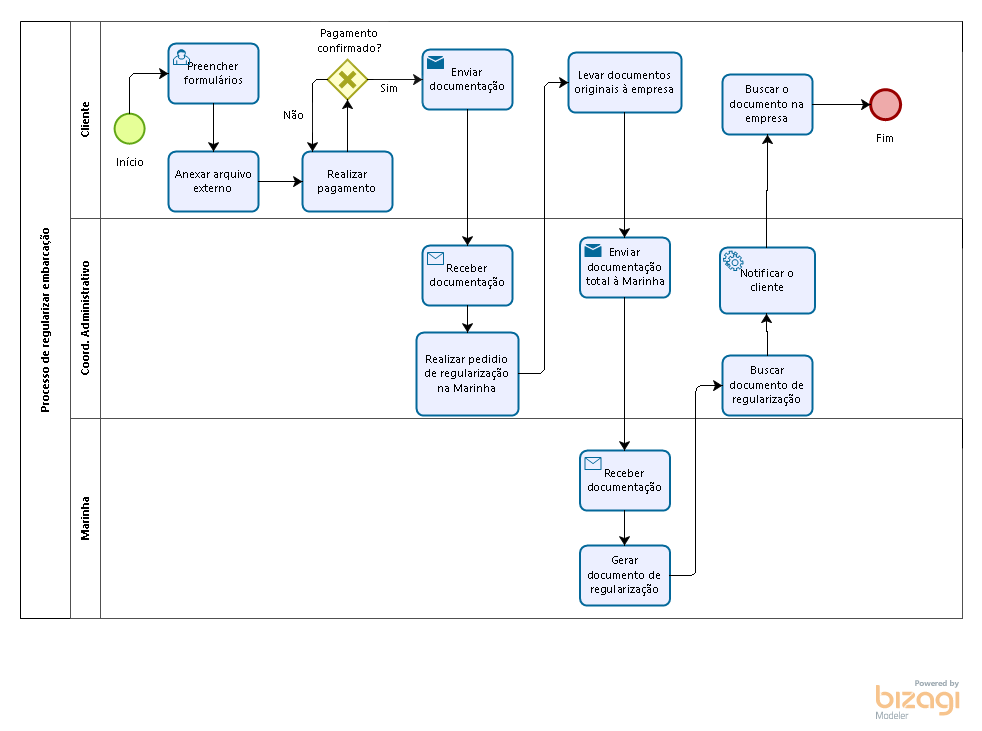 Processo de regularizar embarcação
Cliente
Início
Preencher
formulários
Anexar arquivo
externo
Realizar
pagamento
Não
Pagamento
confirmado?
Sim
Enviar
documentação
Levar documentos
originais à empresa
Buscar o
documento na
empresa
Fim
Coord. Administrativo
Receber
documentação
Realizar pedidio
de regularização
na Marinha
Enviar
documentação
total à Marinha
Notificar o
cliente
Buscar
documento de
regularização
Marinha
Receber
documentação
Gerar
documento de
regularização
Powered by
bizagi
Modeler